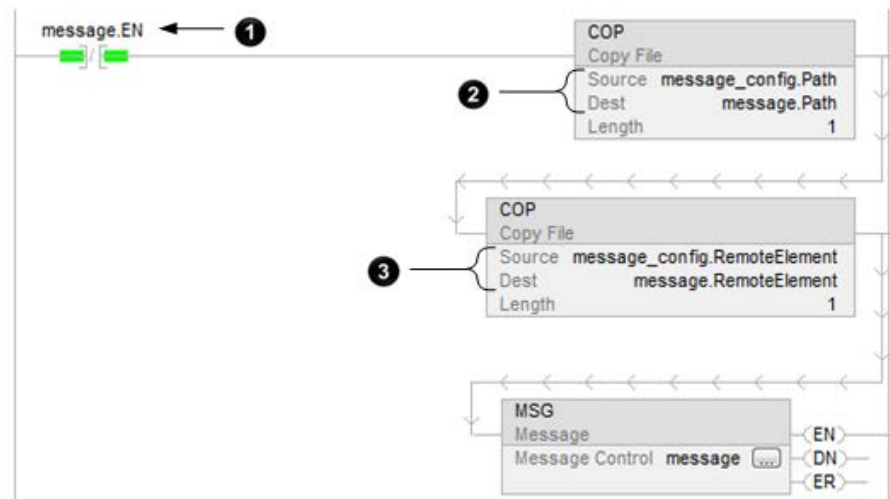 message.EN
1
COP
Copy File
2
Source message_config.Path
Dest message.Path
Length 1
COP
Copy File
3
Source message_config.RemoteElement
Dest message.RemoteElement
Length 1
MSG
Message
EN
Message Control message ...
DN
ER